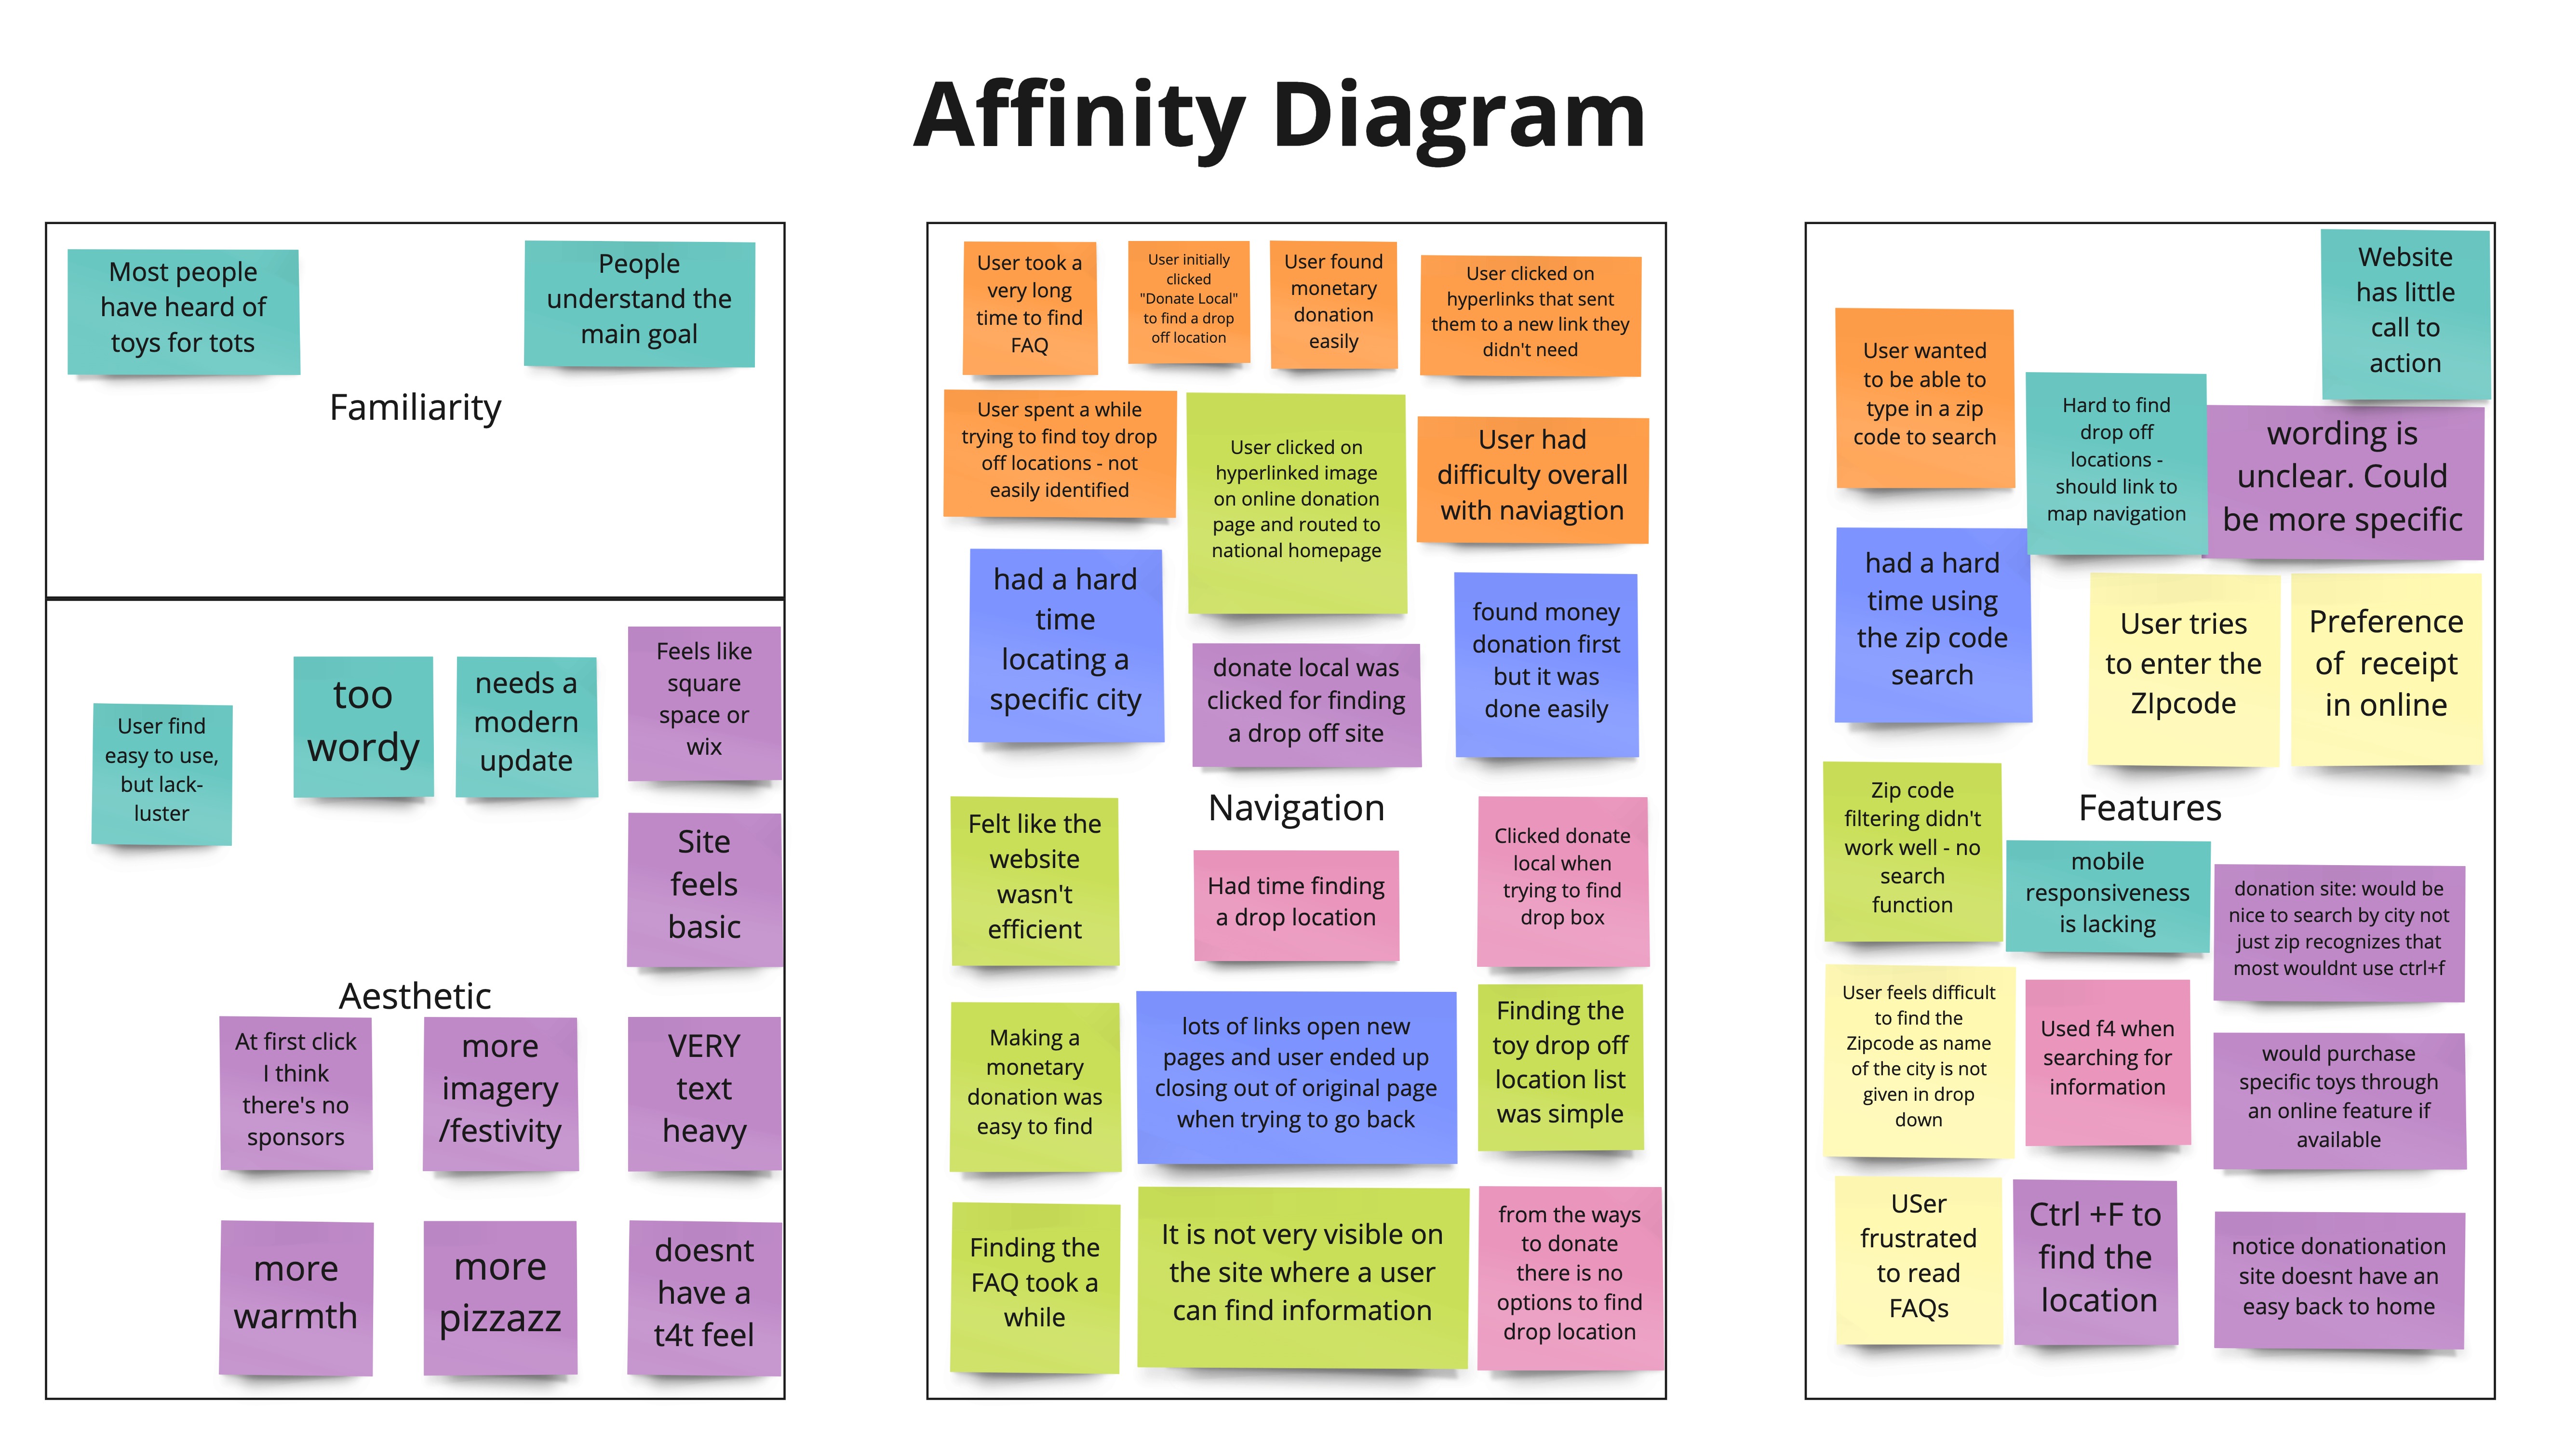 Affinity Diagram
Most people
have heard of
toys for tots
People
understand the
main goal
Familiarity
User find
easy to use,
but lack-
luster
too
wordy
needs a
modern
update
Feels like
square
space or
wix
Site
feels
basic
Aesthetic
At first click
I think
there's no
sponsors
more
imagery
/festivity
VERY
text
heavy
more
warmth
more
pizzazz
doesnt
have a
t4t feel
User took a
very long
time to find
FAQ
User initially
clicked
"Donate Local"
to find a drop
off location
User found
monetary
donation
easily
User clicked on
hyperlinks that sent
them to a new link they
didn't need
User spent a while
trying to find toy drop
off locations - not
easily identified
User clicked on
hyperlinked image
on online donation
page and routed to
national homepage
User had
difficulty overall
with naviagtion
had a hard
time
locating a
specific city
donate local was
clicked for finding
a drop off site
found money
donation first
but it was
done easily
Navigation
Felt like the
website
wasn't
efficient
Had time finding
a drop location
Clicked donate
local when
trying to find
drop box
Making a
monetary
donation was
easy to find
lots of links open new
pages and user ended up
closing out of original page
when trying to go back
Finding the
toy drop off
location list
was simple
Finding the
FAQ took a
while
It is not very visible on
the site where a user
can find information
from the ways
to donate
there is no
options to find
drop location
Website
has little
call to
action
User wanted
to be able to
type in a zip
code to search
Hard to find
drop off
locations -
should link to
map navigation
wording is
unclear. Could
be more specific
had a hard
time using
the zip code
search
User tries
to enter the
ZIpcode
Preference
of  receipt
in online
Zip code
filtering didn't
work well - no
search
function
Features
mobile
responsiveness
is lacking
donation site: would be
nice to search by city not
just zip recognizes that
most wouldnt use ctrl+f
User feels difficult
to find the
Zipcode as name
of the city is not
given in drop
down
Used f4 when
searching for
information
would purchase
specific toys through
an online feature if
available
USer
frustrated
to read
FAQs
Ctrl +F to
find the
location
notice donationation
site doesnt have an
easy back to home